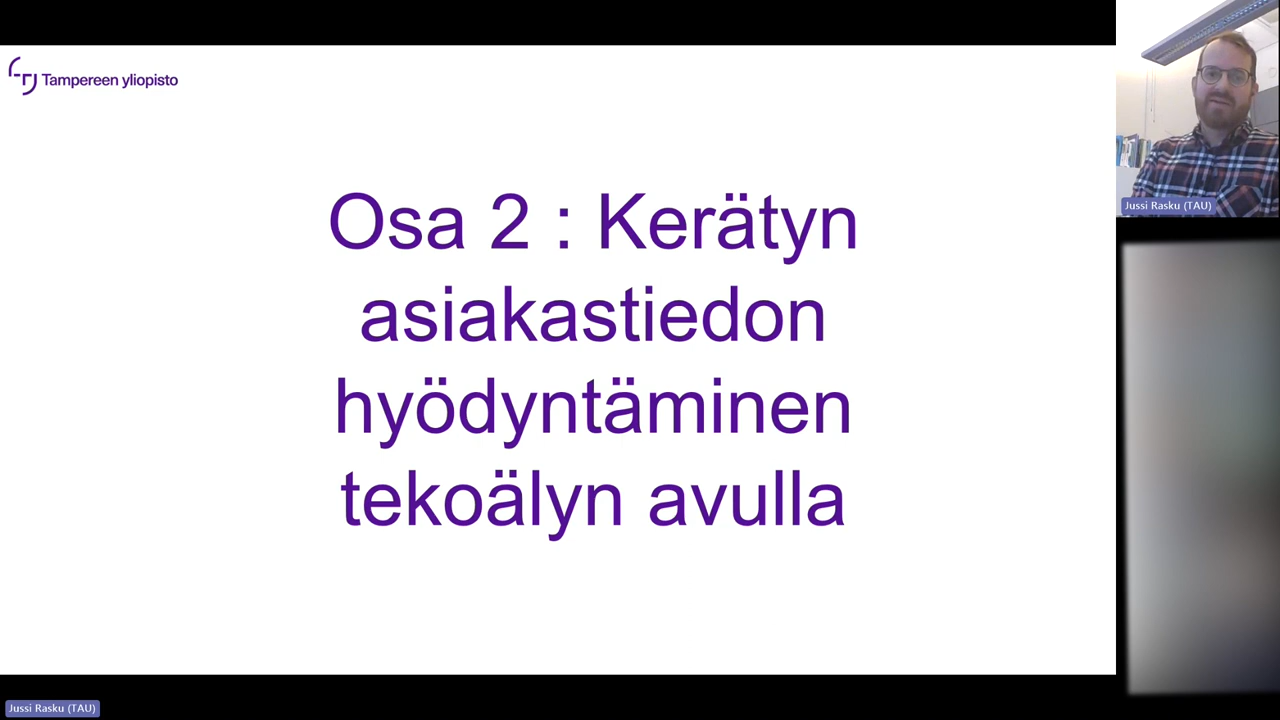 Tampereen yliopisto
Osa 2 : Kerätyn
asiakastiedon
hyödyntäminen
tekoälyn avulla
Jussi Rasku (TAU)
Jussi Rasku (TAU)